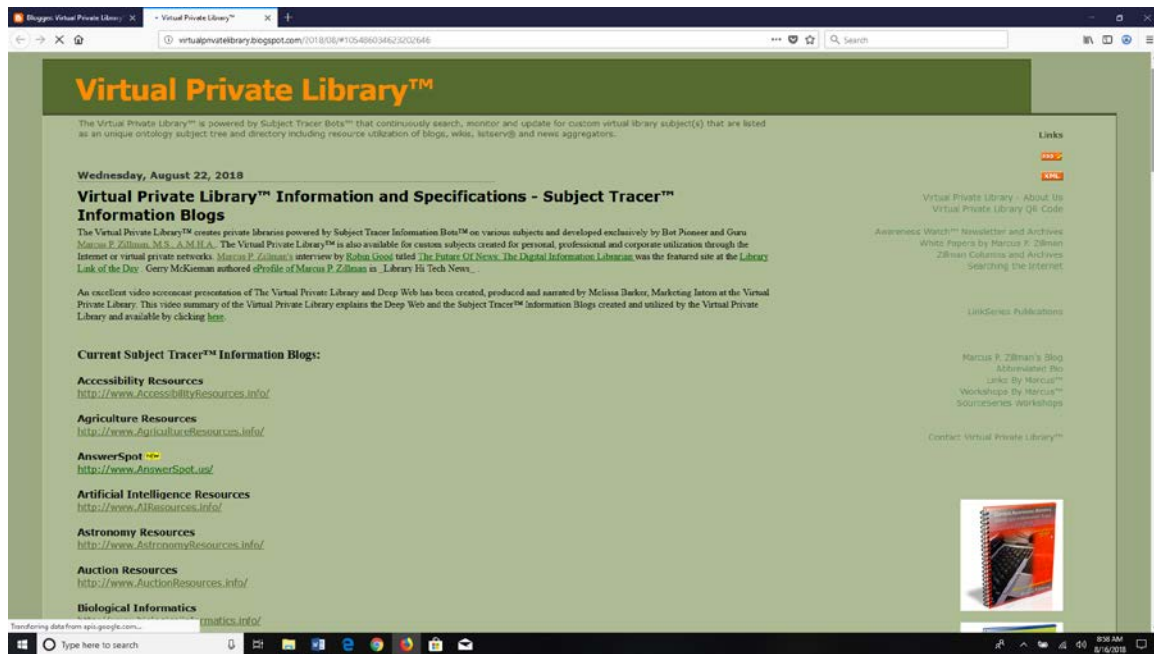 Blogger: Virtual Private Library
Virtual Private Library™
virtualprivatelibrary.blogspot.com/2018/08/#105486034623202646
Search
Virtual Private Library™
The Virtual Private Library™ is powered by Subject Tracer Bots™ that continuously search, monitor and update for custom virtual library subject(s) that are listed
as an unique ontology subject tree and directory including resource utilization of blogs, wikis, listserv® and news aggregators.
Wednesday, August 22, 2018
Virtual Private Library™ Information and Specifications - Subject Tracer™
Information Blogs
The Virtual Private Library™ creates private libraries powered by Subject Tracer Information Bots™ on various subjects and developed exclusively by Bot Pioneer and Guru
Marcus P. Zillman, M.S., A.M.H.A.. The Virtual Private Library™ is also available for custom subjects created for personal, professional and corporate utilization through the
Internet or virtual private networks. Marcus P. Zillman's interview by Robin Good titled The Future Of News: The Digital Information Librarian was the featured site at the Library
Link of the Day . Gerry McKiernan authored eProfile of Marcus P. Zillman in _Library Hi Tech News_ .
An excellent video screencast presentation of The Virtual Private Library and Deep Web has been created, produced and narrated by Melissa Barker, Marketing Intern at the Virtual
Private Library. This video summary of the Virtual Private Library explains the Deep Web and the Subject Tracer™ Information Blogs created and utilized by the Virtual Private
Library and available by clicking here.
Current Subject Tracer™ Information Blogs:
Accessibility Resources
http://www.AccessibilityResources.info/
Agriculture Resources
http://www.AgricultureResources.info/
AnswerSpot NEW
http://www.AnswerSpot.us/
Artificial Intelligence Resources
http://www.AIResources.info/
Astronomy Resources
http://www.AstronomyResources.info/
Auction Resources
http://www.AuctionResources.info/
Biological Informatics
Links
RSS
XML
Virtual Private Library - About Us
Virtual Private Library QR Code
Awareness Watch™ Newsletter and Archives
White Papers by Marcus P. Zillman
Zillman Columns and Archives
Searching the Internet
LinkSeries Publications
Marcus P. Zillman's Blog
Abbreviated Bio
Links By Marcus™
Workshops By Marcus™
SourceSeries Workshops
Contact Virtual Private Library™
Transferring data from apis.google.com...
Type here to search
8:58 AM
8/16/2018